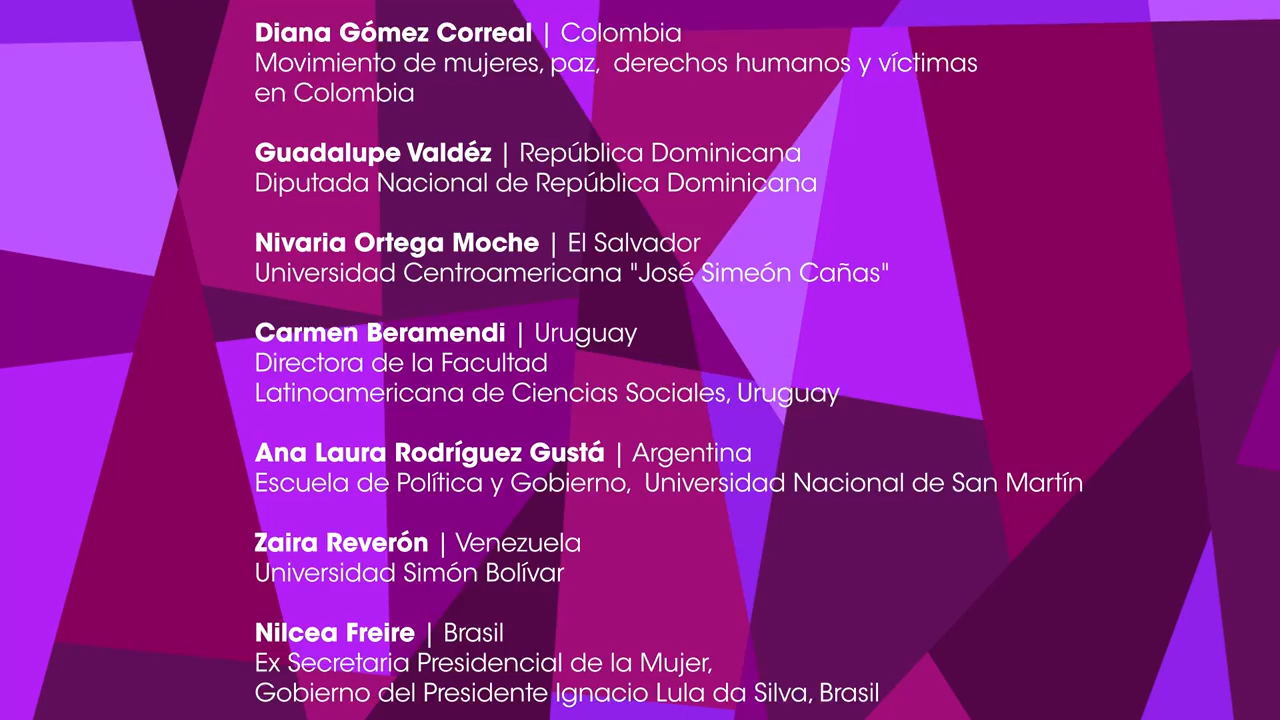 Diana Gómez Correal | Colombia
Movimiento de mujeres, paz, derechos humanos y víctimas
en Colombia
Guadalupe Valdéz | República Dominicana
Diputada Nacional de República Dominicana
Nivaria Ortega Moche | El Salvador
Universidad Centroamericana "José Simeón Cañas"
Carmen Beramendi | Uruguay
Directora de la Facultad
Latinoamericana de Ciencias Sociales, Uruguay
Ana Laura Rodríguez Gustá | Argentina
Escuela de Política y Gobierno, Universidad Nacional de San Martín
Zaira Reverón | Venezuela
Universidad Simón Bolívar
Nilcea Freire | Brasil
Ex Secretaria Presidencial de la Mujer,
Gobierno del Presidente Ignacio Lula da Silva, Brasil